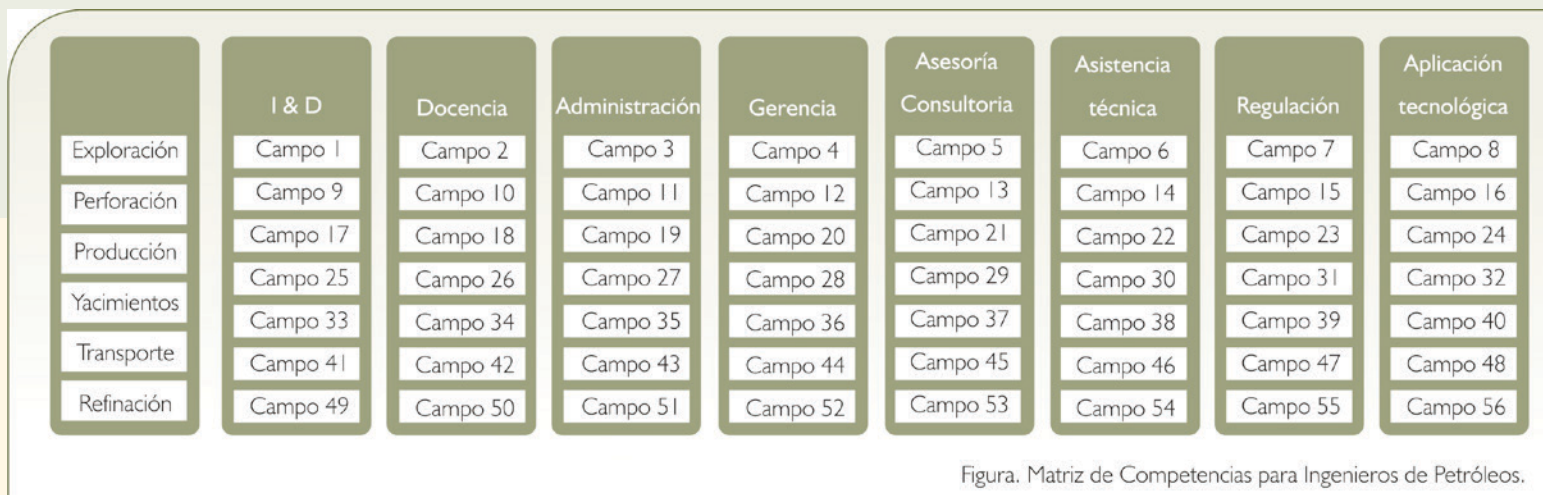 I & D Docencia Administración Gerencia Asesoría Consultoria Asistencia técnica Regulación Aplicación tecnológica
Exploración Campo 1 Campo 2 Campo 3 Campo 4 Campo 5 Campo 6 Campo 7 Campo 8
Perforación Campo 9 Campo 10 Campo 11 Campo 12 Campo 13 Campo 14 Campo 15 Campo 16
Producción Campo 17 Campo 18 Campo 19 Campo 20 Campo 21 Campo 22 Campo 23 Campo 24
Yacimientos Campo 25 Campo 26 Campo 27 Campo 28 Campo 29 Campo 30 Campo 31 Campo 32
Campo 33 Campo 34 Campo 35 Campo 36 Campo 37 Campo 38 Campo 39 Campo 40
Transporte Campo 41 Campo 42 Campo 43 Campo 44 Campo 45 Campo 46 Campo 47 Campo 48
Refinación Campo 49 Campo 50 Campo 51 Campo 52 Campo 53 Campo 54 Campo 55 Campo 56
Figura. Matriz de Competencias para Ingenieros de Petróleos.